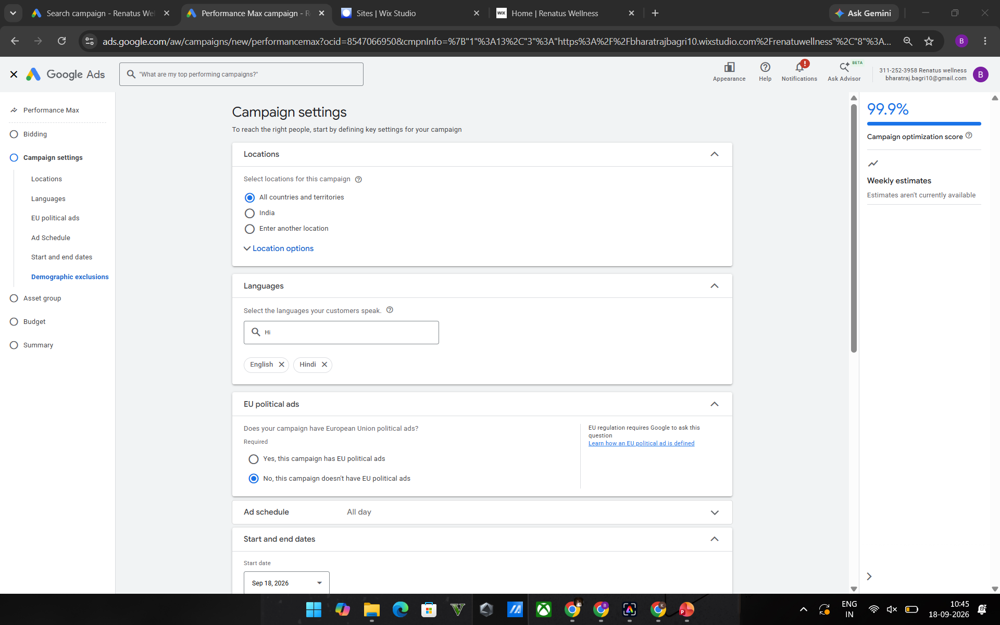 Search campaign - Renatus Wel
Performance Max campaign - R
Sites | Wix Studio
WIX
Home | Renatus Wellness
Ask Gemini
ads.google.com/aw/campaigns/new/performancemax?ocid=8547066950&cmpnInfo=%7B"1"%3A13%2C"3"%3A"https%3A%2F%2Fbharatrajbagri10.wixstudio.com%2Frenatuwellness"%2C"8"%3A...
B
Google Ads
"What are my top performing campaigns?"
Appearance
Help
!
Notifications
BETA
Ask Advisor
311-252-3958 Renatus wellness
bharatraj.bagri10@gmail.com
B
Performance Max
Bidding
Campaign settings
Locations
Languages
EU political ads
Ad Schedule
Start and end dates
Demographic exclusions
Asset group
Budget
Summary
Campaign settings
To reach the right people, start by defining key settings for your campaign
Locations
Select locations for this campaign
All countries and territories
India
Enter another location
Location options
Languages
Select the languages your customers speak.
Hi
English
Hindi
EU political ads
Does your campaign have European Union political ads?
Required
Yes, this campaign has EU political ads
No, this campaign doesn't have EU political ads
EU regulation requires Google to ask this
question
Learn how an EU political ad is defined
Ad schedule
All day
Start and end dates
Start date
Sep 18, 2026
99.9%
Campaign optimization score
Weekly estimates
Estimates aren't currently available
B
K
P
ENG
IN
10:45
18-09-2026